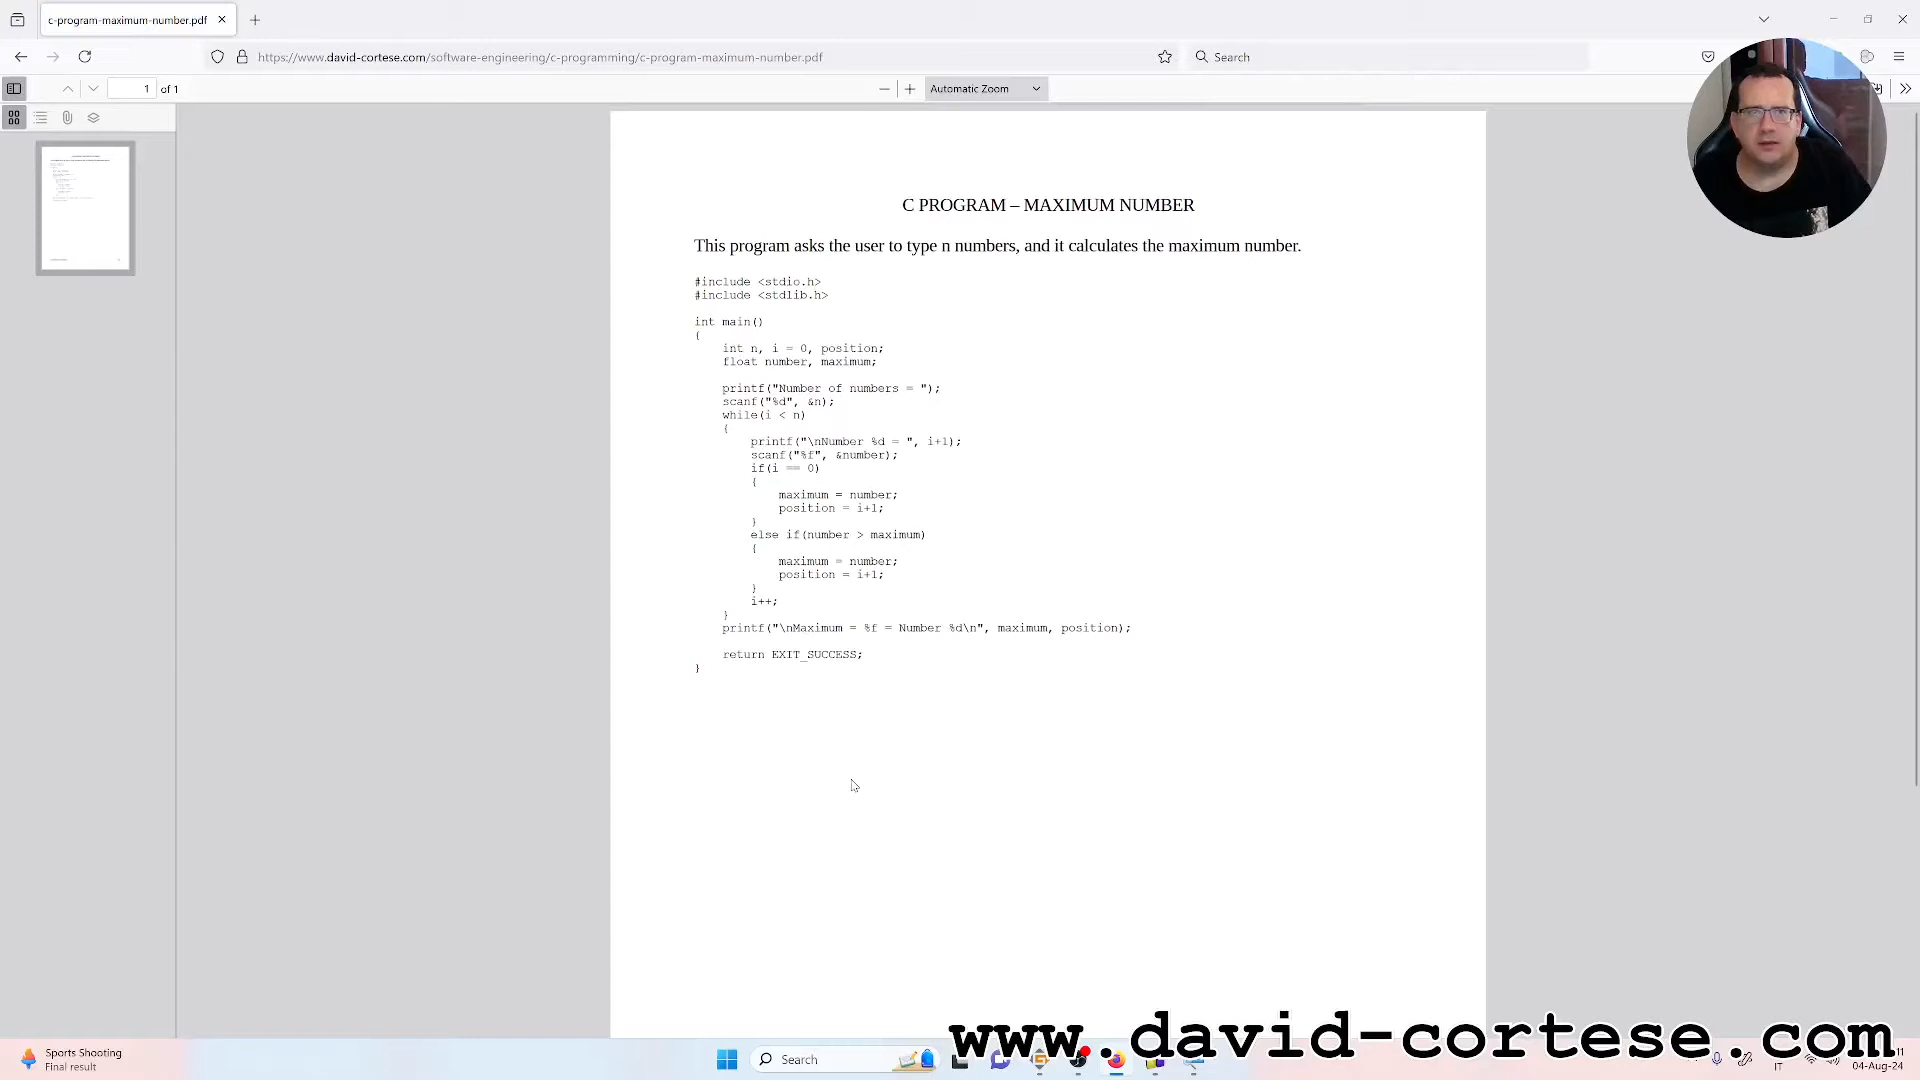 c-program-maximum-number.pdf
https://www.david-cortese.com/software-engineering/c-programming/c-program-maximum-number.pdf
Search
1 of 1
Automatic Zoom
C PROGRAM – MAXIMUM NUMBER
This program asks the user to type n numbers, and it calculates the maximum number.
#include <stdio.h>
#include <stdlib.h>
int main()
{
int n, i = 0, position;
float number, maximum;
printf("Number of numbers = ");
scanf("%d", &n);
while(i < n)
{
printf("\nNumber %d = ", i+1);
scanf("%f", &number);
if(i == 0)
{
maximum = number;
position = i+1;
}
else if(number > maximum)
{
maximum = number;
position = i+1;
}
i++;
}
printf("\nMaximum = %f = Number %d\n", maximum, position);
return EXIT_SUCCESS;
}
www.david-cortese.com
Sports Shooting
Final result
Search
IT
04-Aug-24